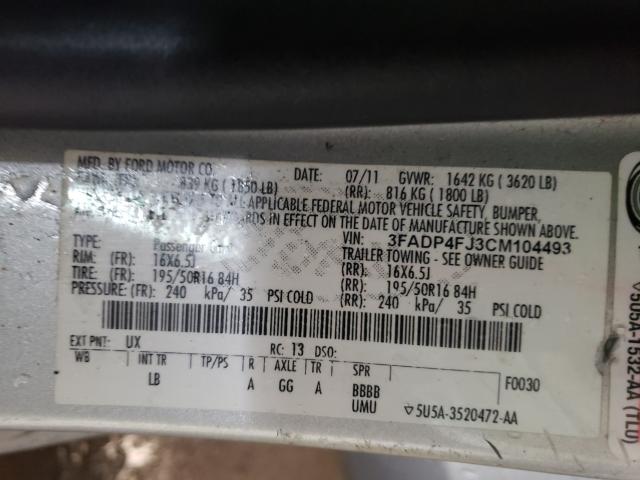 MFD. BY FORD MOTOR CO. DATE: 07/11 GVWR: 1642 KG ( 3620 LB)
839 KG ( 1850 LB) (RR): 816 KG ( 1800 LB)
APPLICABLE FEDERAL MOTOR VEHICLE SAFETY, BUMPER,
IN EFFECT ON THE DATE OF MANUFACTURE SHOWN ABOVE.
VIN: 3FADP4FJ3CM104493
TYPE: Passenger TRAILER TOWING - SEE OWNER GUIDE
RIM: (FR): 16X6.5J (RR): 16X6.5J
TIRE: (FR): 195/50R16 84H (RR): 195/50R16 84H
PRESSURE: (FR): 240 kPa/ 35 PSI COLD (RR): 240 kPa/ 35 PSI COLD
EXT PNT: UX RC: 13 DSO:
WB INT TR TP/PS R AXLE TR SPR F0030
LB A GG A BBBB
UMU ▽5U5A-3520472-AA